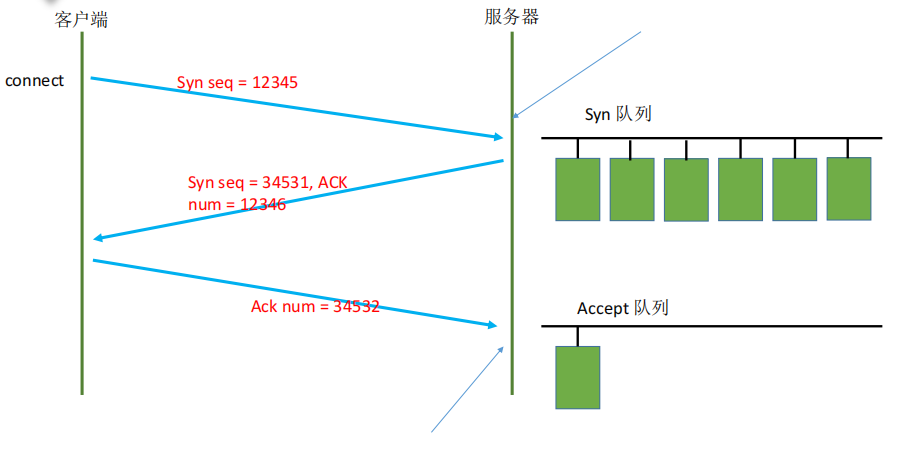 客户端
服务器
connect
Syn seq = 12345
Syn 队列
Syn seq = 34531, ACK
num = 12346
Accept 队列
Ack num = 34532